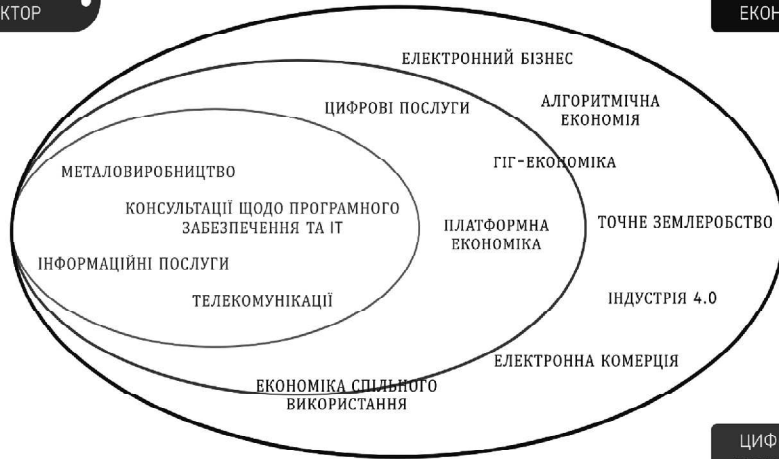 КТОР
ЕКОН
ЕЛЕКТРОННИЙ БІЗНЕС
ЦИФРОВІ ПОСЛУГИ
АЛГОРИТМІЧНА
ЕКОНОМІЯ
ГІГ-ЕКОНОМІКА
МЕТАЛОВИРОБНИЦТВО
КОНСУЛЬТАЦІЇ ЩОДО ПРОГРАМНОГО
ЗАБЕЗПЕЧЕННЯ ТА ІТ
ПЛАТФОРМНА
ЕКОНОМІКА
ТОЧНЕ ЗЕМЛЕРОБСТВО
ІНФОРМАЦІЙНІ ПОСЛУГИ
ТЕЛЕКОМУНІКАЦІЇ
ІНДУСТРІЯ 4.0
ЕЛЕКТРОННА КОМЕРЦІЯ
ЕКОНОМІКА СПІЛЬНОГО
ВИКОРИСТАННЯ
ЦИФ